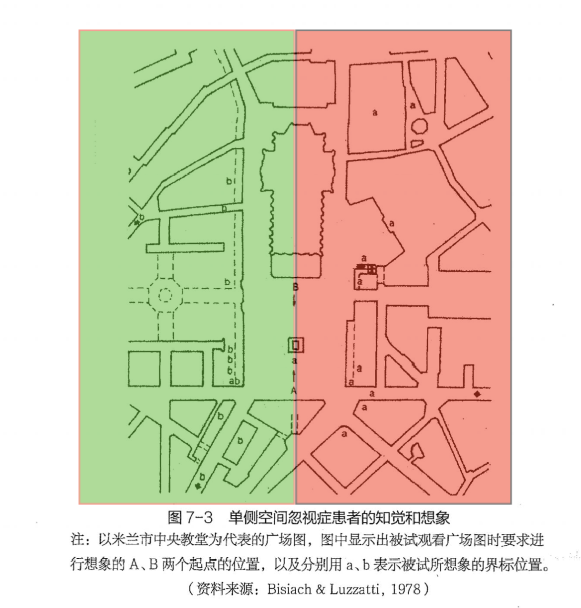 a
a
b
b
b
a
a
a
b
B
b
b
b
ab
a
a
a
A
a
a
b
b
b
a
图 7-3 单侧空间忽视症患者的知觉和想象
注：以米兰市中央教堂为代表的广场图，图中显示出被试观看广场图时要求进
行想象的 A、B 两个起点的位置，以及分别用 a、b 表示被试所想象的界标位置。
（资料来源：Bisiach & Luzzatti, 1978）